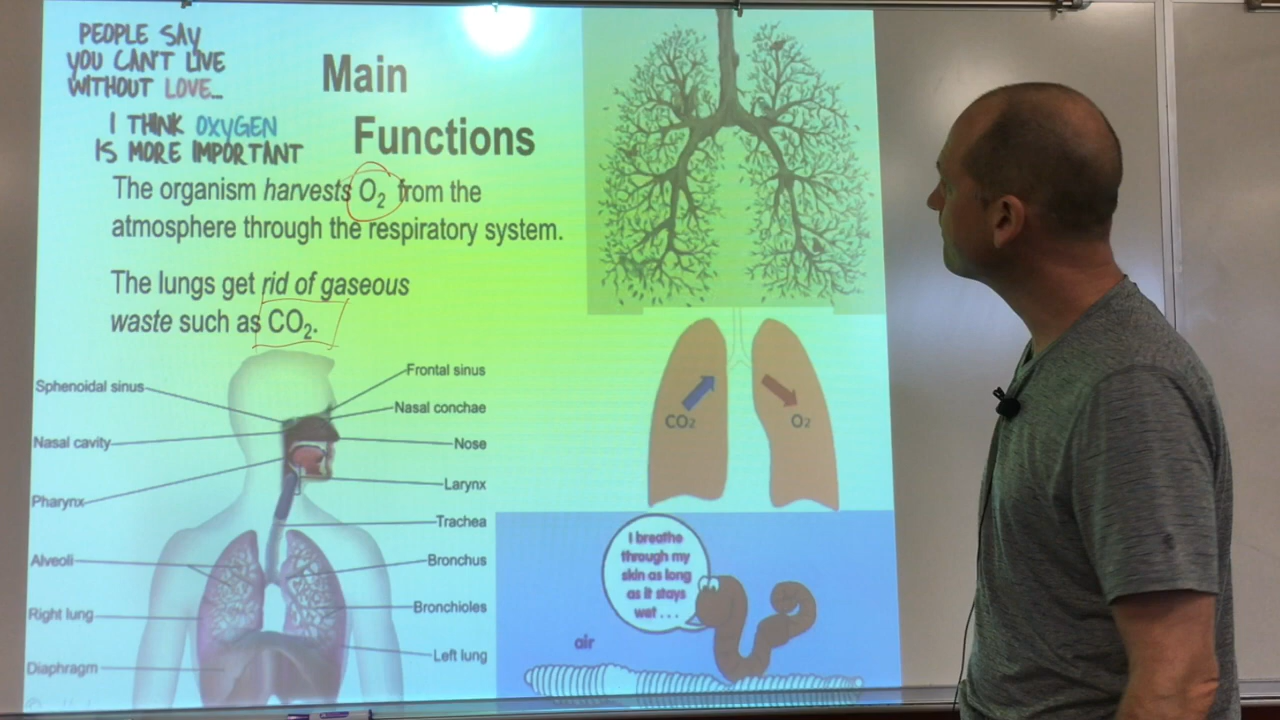 PEOPLE SAY
YOU CAN'T LIVE
WITHOUT LOVE...
I THINK OXYGEN
IS MORE IMPORTANT
Main
Functions
The organism harvests O₂ from the
atmosphere through the respiratory system.
The lungs get rid of gaseous
waste such as CO₂.
Sphenoidal sinus
Nasal cavity
Pharynx
Alveoli
Right lung
Diaphragm
Frontal sinus
Nasal conchae
Nose
Larynx
Trachea
Bronchus
Bronchioles
Left lung
CO₂
O₂
I breathe
through my
skin as long
as it stays
wet . . .
air